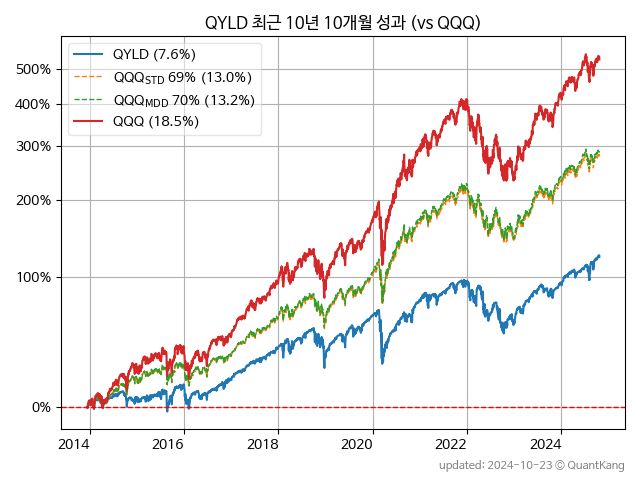 QYLD 최근 10년 10개월 성과 (vs QQQ)
QYLD (7.6%)
QQQSTD 69% (13.0%)
QQQMDD 70% (13.2%)
QQQ (18.5%)
500%
400%
300%
200%
100%
0%
2014 2016 2018 2020 2022 2024
updated: 2024-10-23 © QuantKang